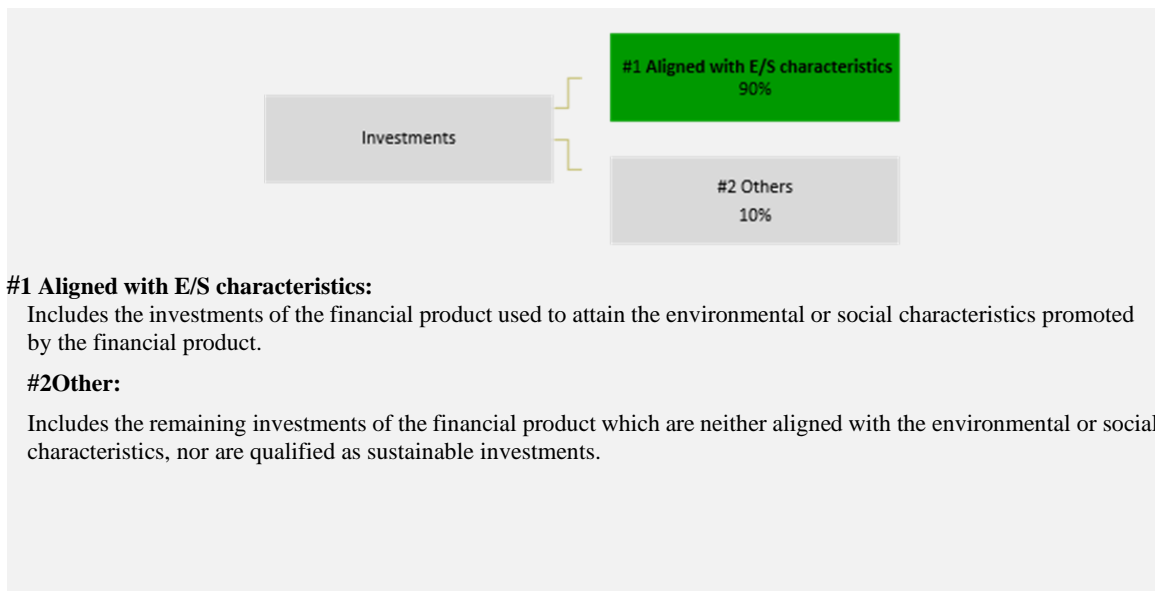 #1 Aligned with E/S characteristics
90%
Investments
#2 Others
10%
#1 Aligned with E/S characteristics:
Includes the investments of the financial product used to attain the environmental or social characteristics promoted
by the financial product.
#2Other:
Includes the remaining investments of the financial product which are neither aligned with the environmental or social
characteristics, nor are qualified as sustainable investments.